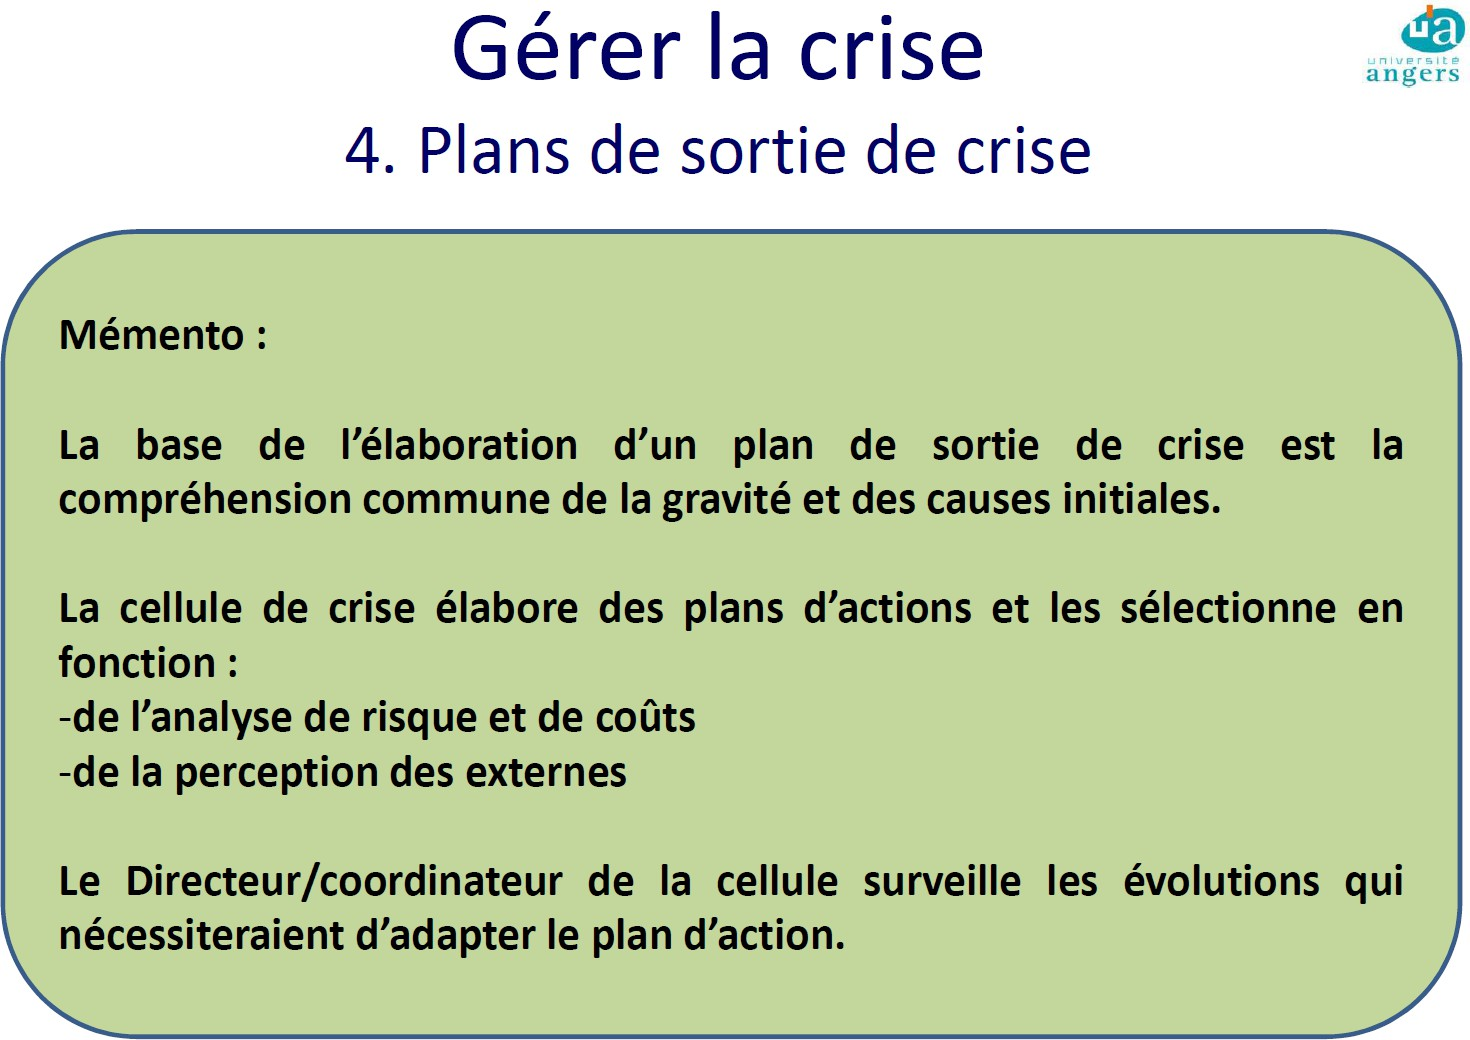 Gérer la crise
ua
université
angers
4. Plans de sortie de crise
Mémento :
La base de l’élaboration d’un plan de sortie de crise est la
compréhension commune de la gravité et des causes initiales.
La cellule de crise élabore des plans d’actions et les sélectionne en
fonction :
-de l’analyse de risque et de coûts
-de la perception des externes
Le Directeur/coordinateur de la cellule surveille les évolutions qui
nécessiteraient d’adapter le plan d’action.